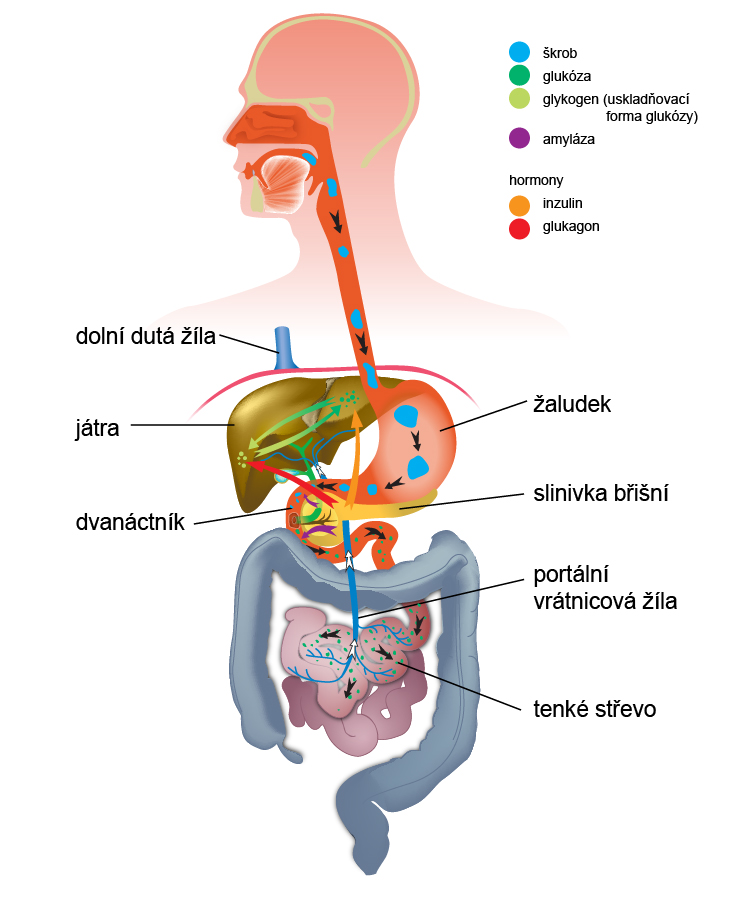 škrob
glukóza
glykogen (uskladňovací
forma glukózy)
amyláza
hormony
inzulin
glukagon
dolní dutá žíla
játra
dvanáctník
žaludek
slinivka břišní
portální
vrátnicová žíla
tenké střevo